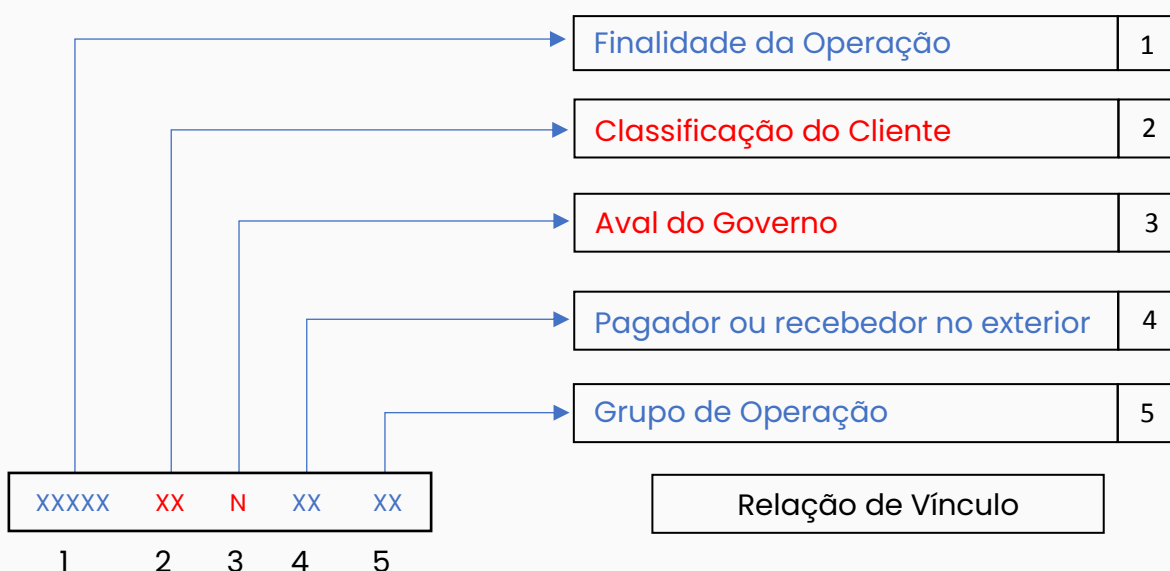 Finalidade da Operação 1
Classificação do Cliente 2
Aval do Governo 3
Pagador ou recebedor no exterior 4
Grupo de Operação 5
XXXXX XX N XX XX
Relação de Vínculo
1 2 3 4 5